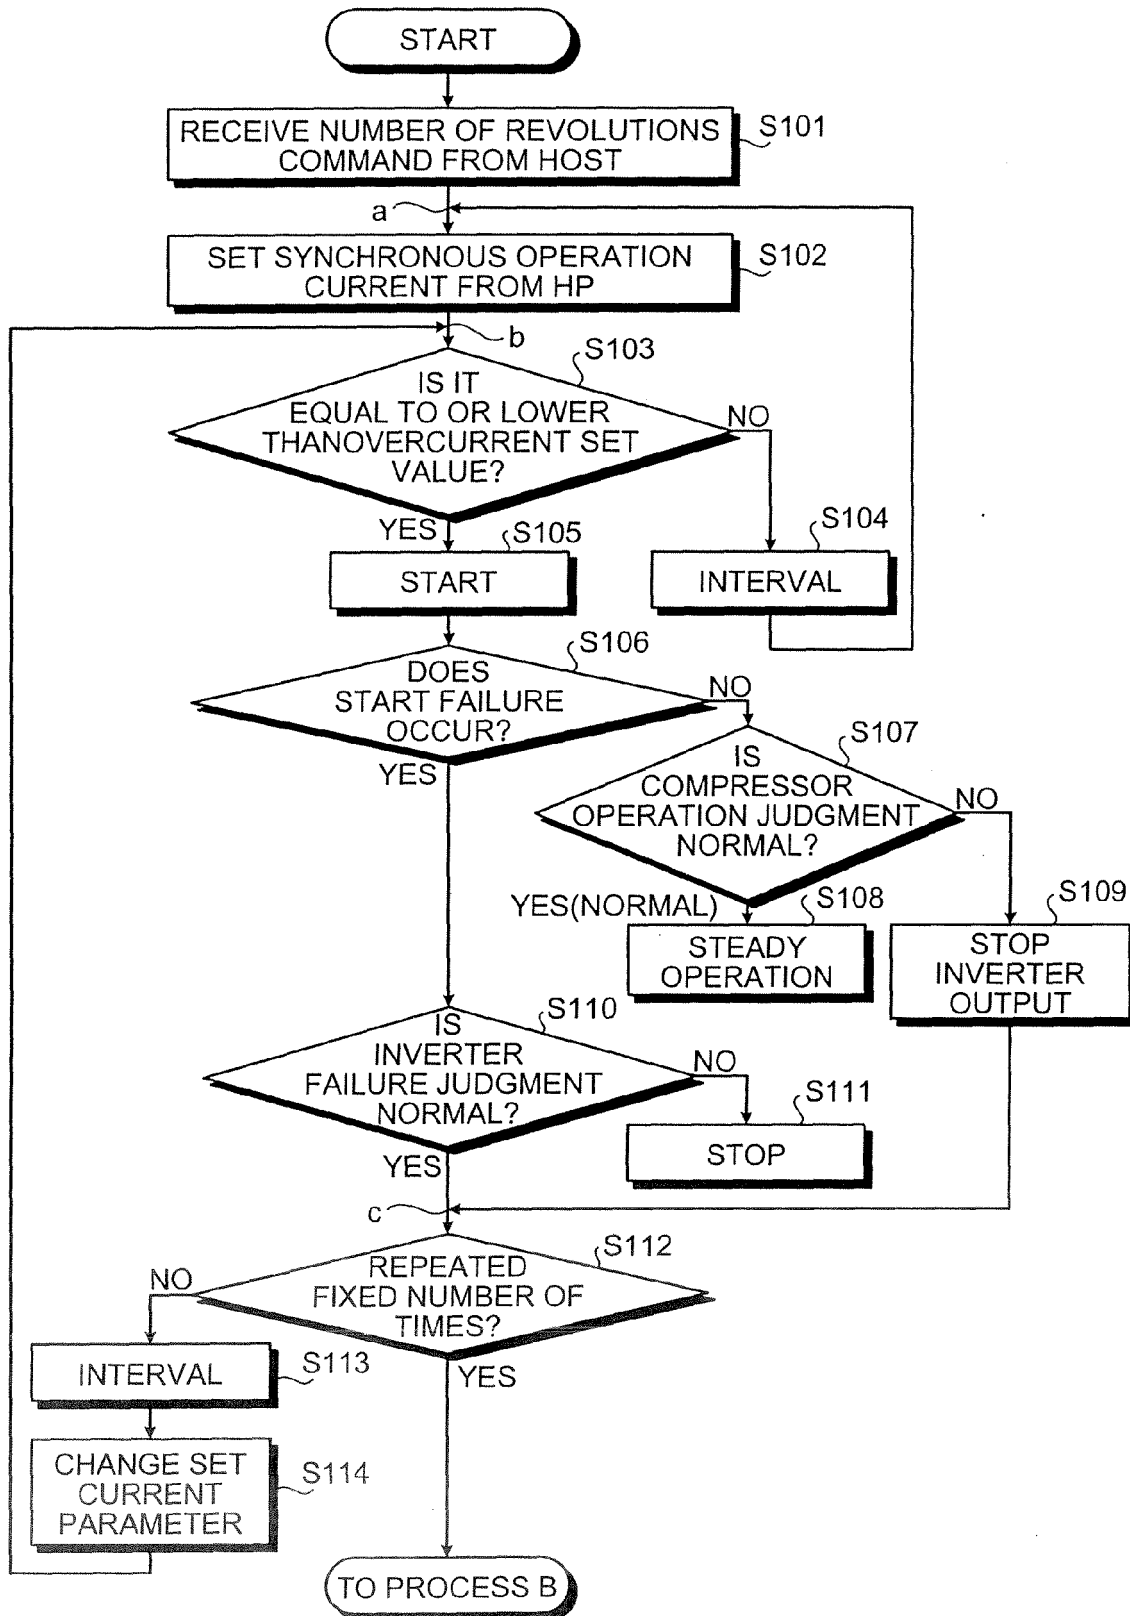 START
RECEIVE NUMBER OF REVOLUTIONS
COMMAND FROM HOST
S101
a
SET SYNCHRONOUS OPERATION
CURRENT FROM HP
S102
b
IS IT
EQUAL TO OR LOWER
THANOVERCURRENT SET
VALUE?
S103
NO
YES
S104
INTERVAL
S105
START
DOES
START FAILURE
OCCUR?
S106
NO
YES
IS
COMPRESSOR
OPERATION JUDGMENT
NORMAL?
S107
NO
YES(NORMAL)
S108
STEADY
OPERATION
S109
STOP
INVERTER
OUTPUT
IS
INVERTER
FAILURE JUDGMENT
NORMAL?
S110
NO
YES
S111
STOP
c
REPEATED
FIXED NUMBER OF
TIMES?
S112
NO
YES
INTERVAL
S113
CHANGE SET
CURRENT
PARAMETER
S114
TO PROCESS B